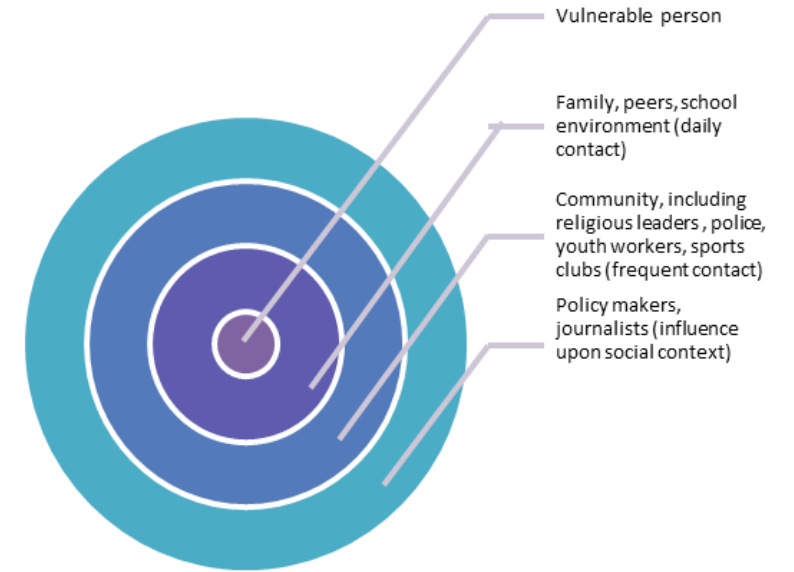 Vulnerable person
Family, peers, school
environment (daily
contact)
Community, including
religious leaders , police,
youth workers, sports
clubs (frequent contact)
Policy makers,
journalists (influence
upon social context)